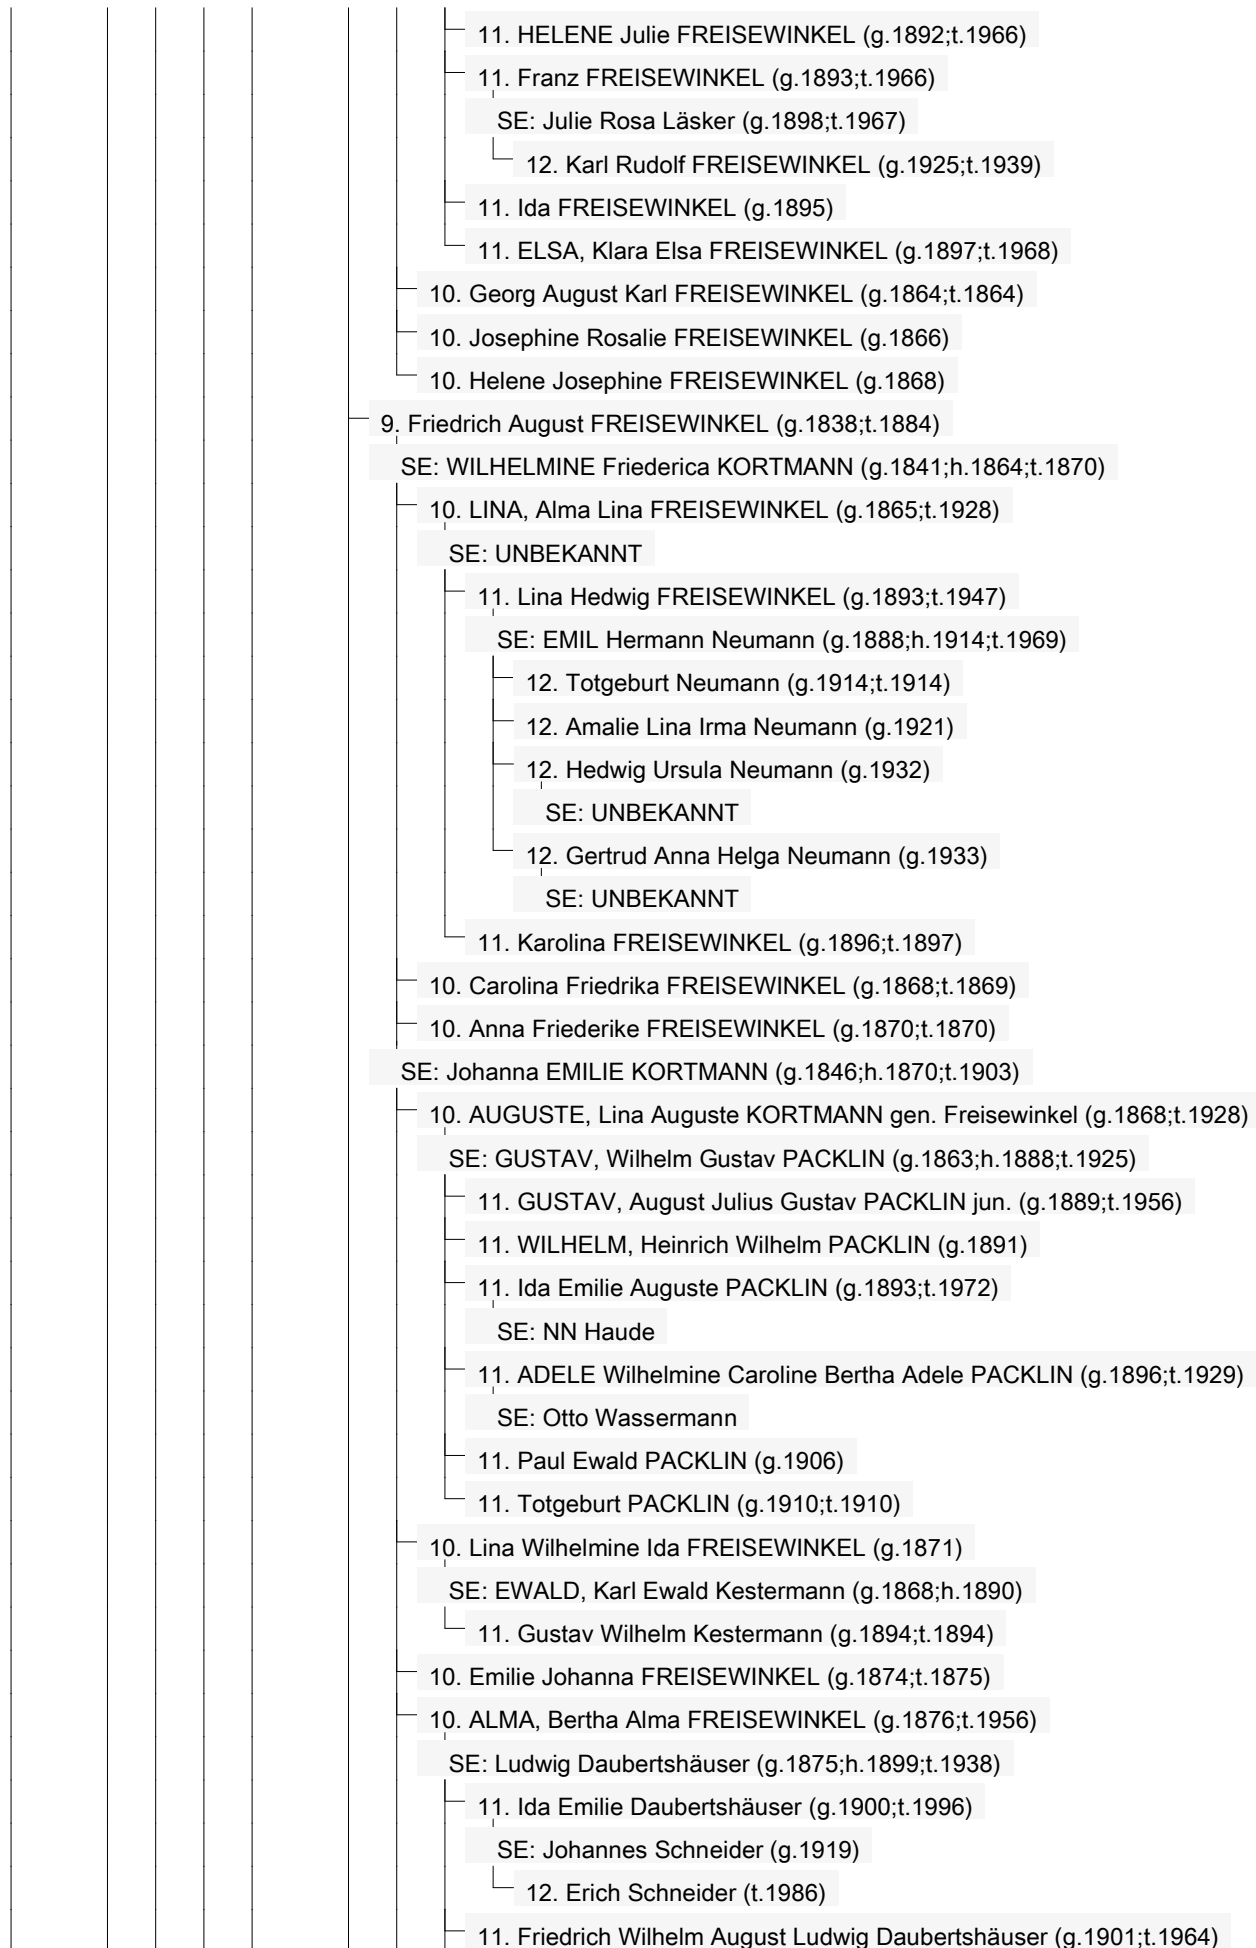 11. HELENE Julie FREISEWINKEL (g.1892;t.1966)
11. Franz FREISEWINKEL (g.1893;t.1966)
SE: Julie Rosa Läsker (g.1898;t.1967)
12. Karl Rudolf FREISEWINKEL (g.1925;t.1939)
11. Ida FREISEWINKEL (g.1895)
11. ELSA, Klara Elsa FREISEWINKEL (g.1897;t.1968)
10. Georg August Karl FREISEWINKEL (g.1864;t.1864)
10. Josephine Rosalie FREISEWINKEL (g.1866)
10. Helene Josephine FREISEWINKEL (g.1868)
9. Friedrich August FREISEWINKEL (g.1838;t.1884)
SE: WILHELMINE Friederica KORTMANN (g.1841;h.1864;t.1870)
10. LINA, Alma Lina FREISEWINKEL (g.1865;t.1928)
SE: UNBEKANNT
11. Lina Hedwig FREISEWINKEL (g.1893;t.1947)
SE: EMIL Hermann Neumann (g.1888;h.1914;t.1969)
12. Totgeburt Neumann (g.1914;t.1914)
12. Amalie Lina Irma Neumann (g.1921)
12. Hedwig Ursula Neumann (g.1932)
SE: UNBEKANNT
12. Gertrud Anna Helga Neumann (g.1933)
SE: UNBEKANNT
11. Karolina FREISEWINKEL (g.1896;t.1897)
10. Carolina Friedrika FREISEWINKEL (g.1868;t.1869)
10. Anna Friederike FREISEWINKEL (g.1870;t.1870)
SE: Johanna EMILIE KORTMANN (g.1846;h.1870;t.1903)
10. AUGUSTE, Lina Auguste KORTMANN gen. Freisewinkel (g.1868;t.1928)
SE: GUSTAV, Wilhelm Gustav PACKLIN (g.1863;h.1888;t.1925)
11. GUSTAV, August Julius Gustav PACKLIN jun. (g.1889;t.1956)
11. WILHELM, Heinrich Wilhelm PACKLIN (g.1891)
11. Ida Emilie Auguste PACKLIN (g.1893;t.1972)
SE: NN Haude
11. ADELE Wilhelmine Caroline Bertha Adele PACKLIN (g.1896;t.1929)
SE: Otto Wassermann
11. Paul Ewald PACKLIN (g.1906)
11. Totgeburt PACKLIN (g.1910;t.1910)
10. Lina Wilhelmine Ida FREISEWINKEL (g.1871)
SE: EWALD, Karl Ewald Kestermann (g.1868;h.1890)
11. Gustav Wilhelm Kestermann (g.1894;t.1894)
10. Emilie Johanna FREISEWINKEL (g.1874;t.1875)
10. ALMA, Bertha Alma FREISEWINKEL (g.1876;t.1956)
SE: Ludwig Daubertshäuser (g.1875;h.1899;t.1938)
11. Ida Emilie Daubertshäuser (g.1900;t.1996)
SE: Johannes Schneider (g.1919)
12. Erich Schneider (t.1986)
11. Friedrich Wilhelm August Ludwig Daubertshäuser (g.1901;t.1964)